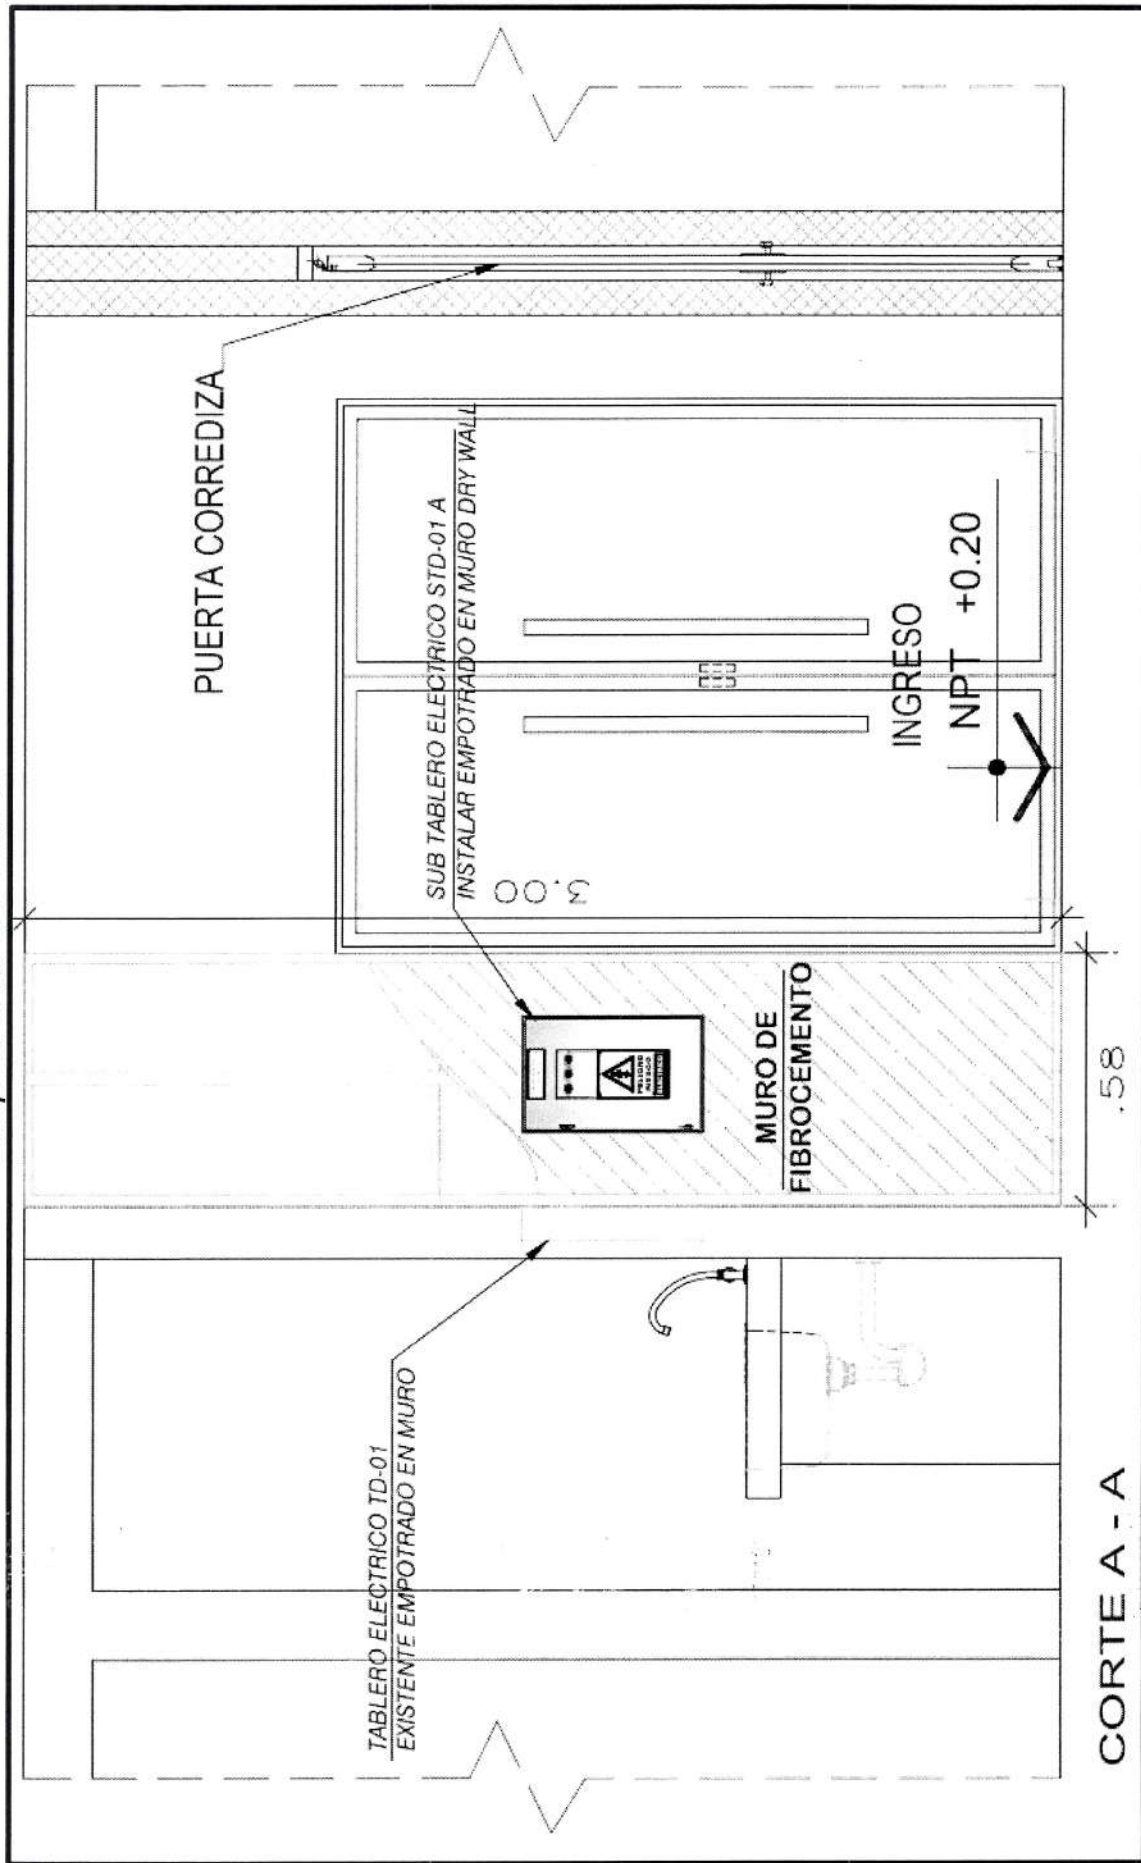 PUERTA CORREDIZA
SUB TABLERO ELECTRICO STD-01 A
INSTALAR EMPOTRADO EN MURO DRY WALL
TABLERO ELECTRICO TD-01
EXISTENTE EMPOTRADO EN MURO
3.00
PELIGRO
MURO DE
FIBROCEMENTO
INGRESO
NPT +0.20
.58
CORTE A - A